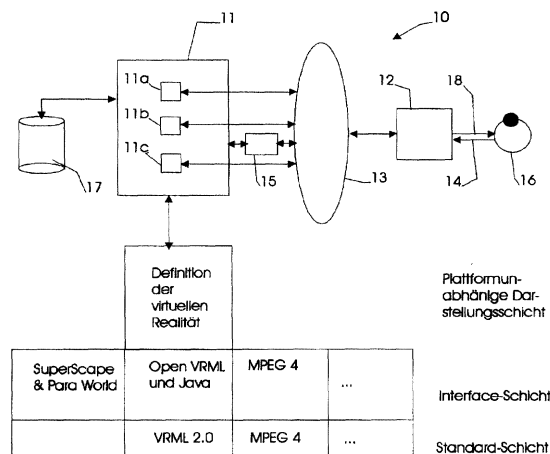 10
11
11a
11b
11c
12
18
15
14
16
17
13
Definition
der
virtuellen
Realität
Plattformun-
abhänige Dar-
stellungsschicht
SuperScape
& Para World
Open VRML
und Java
MPEG 4
...
Interface-Schicht
VRML 2.0
MPEG 4
...
Standard-Schicht